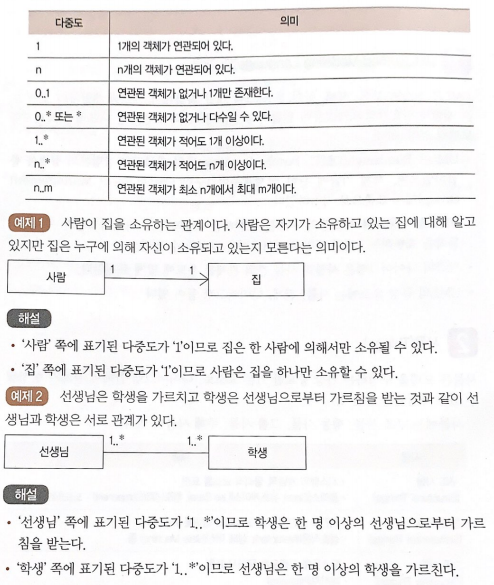 다중도 의미
1 1개의 객체가 연관되어 있다.
n n개의 객체가 연관되어 있다.
0..1 연관된 객체가 없거나 1개만 존재한다.
0..* 또는 * 연관된 객체가 없거나 다수일 수 있다.
1..* 연관된 객체가 적어도 1개 이상이다.
n..* 연관된 객체가 적어도 n개 이상이다.
n..m 연관된 객체가 최소 n개에서 최대 m개이다.
예제 1 사람이 집을 소유하는 관계이다. 사람은 자기가 소유하고 있는 집에 대해 알고
있지만 집은 누구에 의해 자신이 소유되고 있는지 모른다는 의미이다.
사람 1 1 집
해설
• ‘사람’ 쪽에 표기된 다중도가 ‘1’이므로 집은 한 사람에 의해서만 소유될 수 있다.
• ‘집’ 쪽에 표기된 다중도가 ‘1’이므로 사람은 집을 하나만 소유할 수 있다.
예제 2 선생님은 학생을 가르치고 학생은 선생님으로부터 가르침을 받는 것과 같이 선
생님과 학생은 서로 관계가 있다.
선생님 1..* 1..* 학생
해설
• ‘선생님’ 쪽에 표기된 다중도가 ‘1..*’이므로 학생은 한 명 이상의 선생님으로부터 가르
침을 받는다.
• ‘학생’ 쪽에 표기된 다중도가 ‘1..*’이므로 선생님은 한 명 이상의 학생을 가르친다.